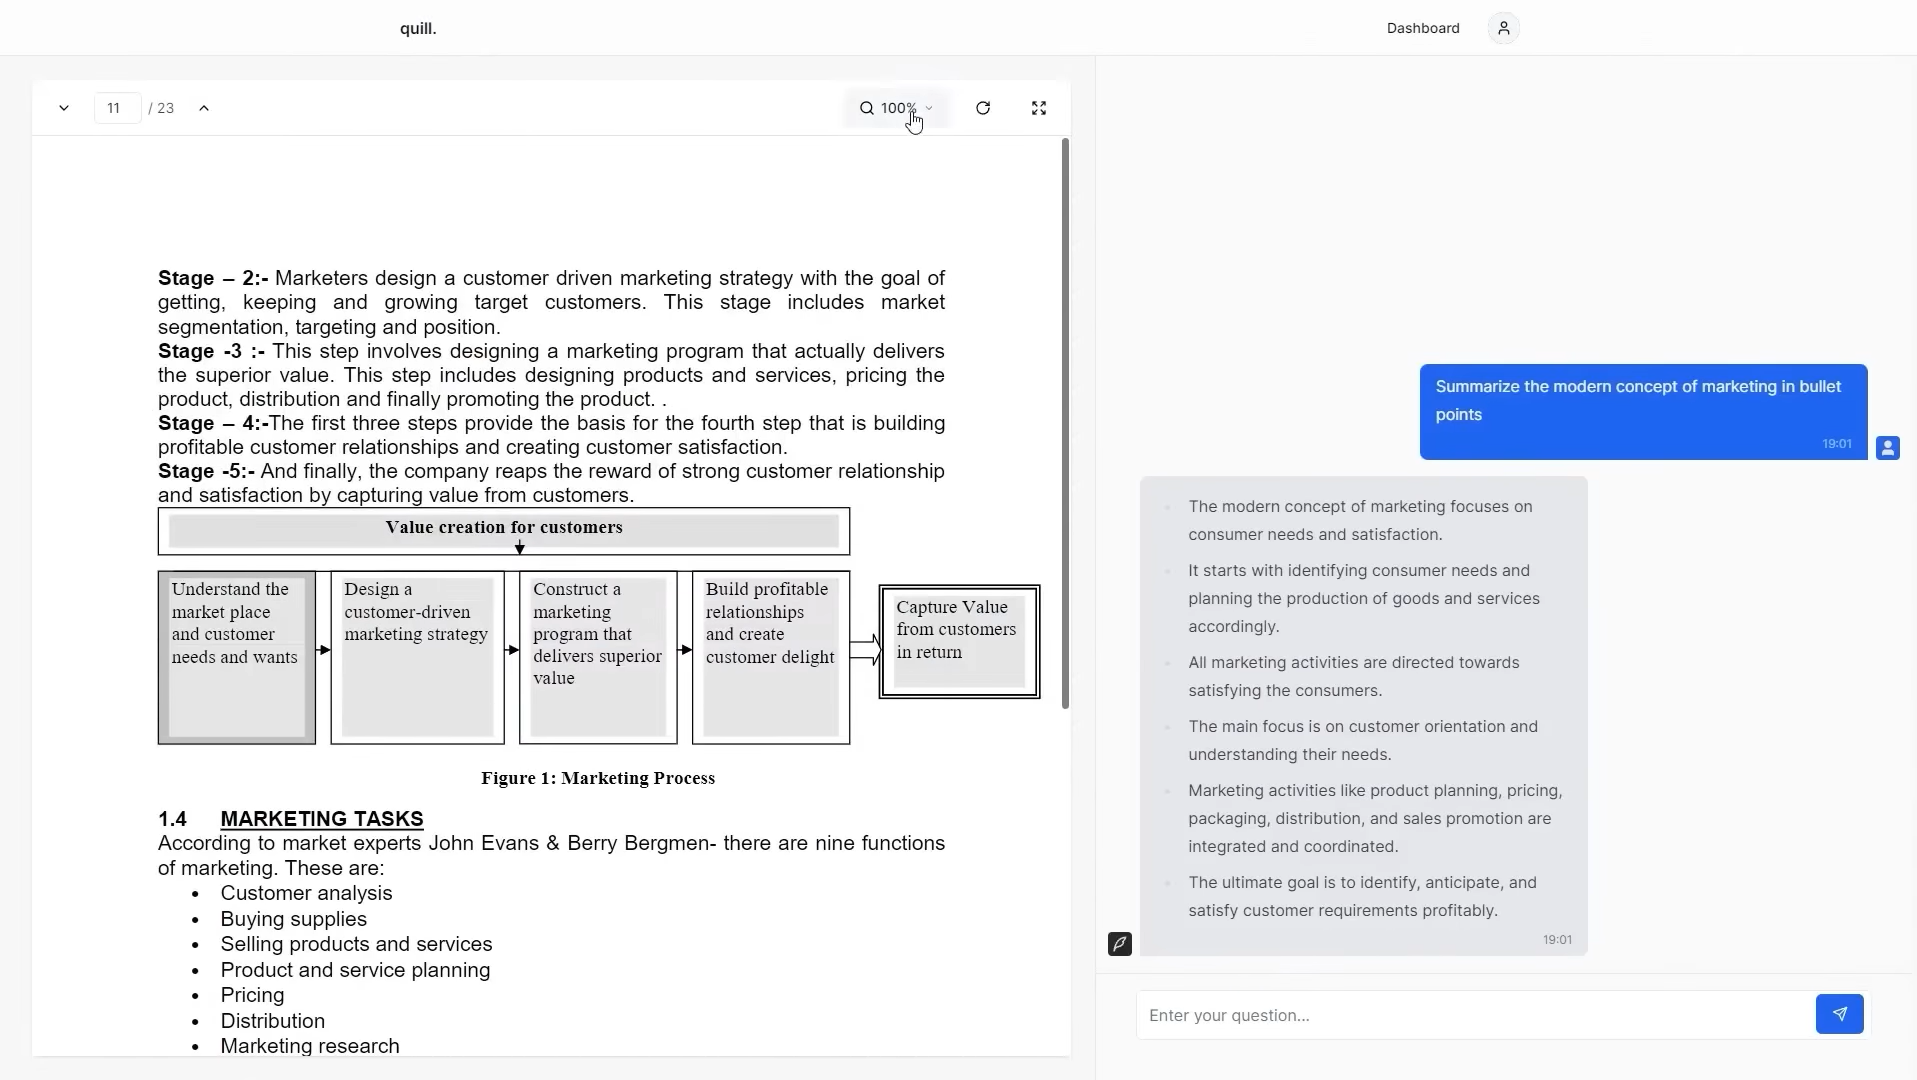 quill.
Dashboard
11 / 23
100%
Stage – 2:- Marketers design a customer driven marketing strategy with the goal of
getting, keeping and growing target customers. This stage includes market
segmentation, targeting and position.
Stage -3 :- This step involves designing a marketing program that actually delivers
the superior value. This step includes designing products and services, pricing the
product, distribution and finally promoting the product. .
Stage – 4:-The first three steps provide the basis for the fourth step that is building
profitable customer relationships and creating customer satisfaction.
Stage -5:- And finally, the company reaps the reward of strong customer relationship
and satisfaction by capturing value from customers.
Value creation for customers
Understand the
market place
and customer
needs and wants
Design a
customer-driven
marketing strategy
Construct a
marketing
program that
delivers superior
value
Build profitable
relationships
and create
customer delight
Capture Value
from customers
in return
Figure 1: Marketing Process
1.4 MARKETING TASKS
According to market experts John Evans & Berry Bergmen- there are nine functions
of marketing. These are:
• Customer analysis
• Buying supplies
• Selling products and services
• Product and service planning
• Pricing
• Distribution
• Marketing research
Summarize the modern concept of marketing in bullet
points
19:01
The modern concept of marketing focuses on
consumer needs and satisfaction.
It starts with identifying consumer needs and
planning the production of goods and services
accordingly.
All marketing activities are directed towards
satisfying the consumers.
The main focus is on customer orientation and
understanding their needs.
Marketing activities like product planning, pricing,
packaging, distribution, and sales promotion are
integrated and coordinated.
The ultimate goal is to identify, anticipate, and
satisfy customer requirements profitably.
19:01
Enter your question...